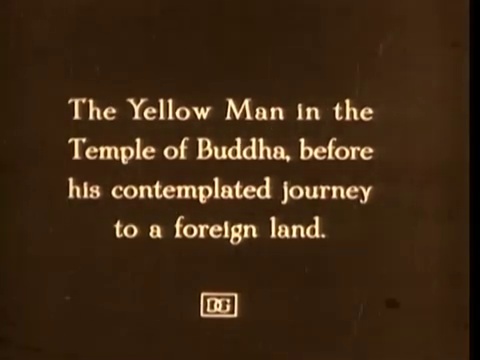 The Yellow Man in the
Temple of Buddha, before
his contemplated journey
to a foreign land.
DG